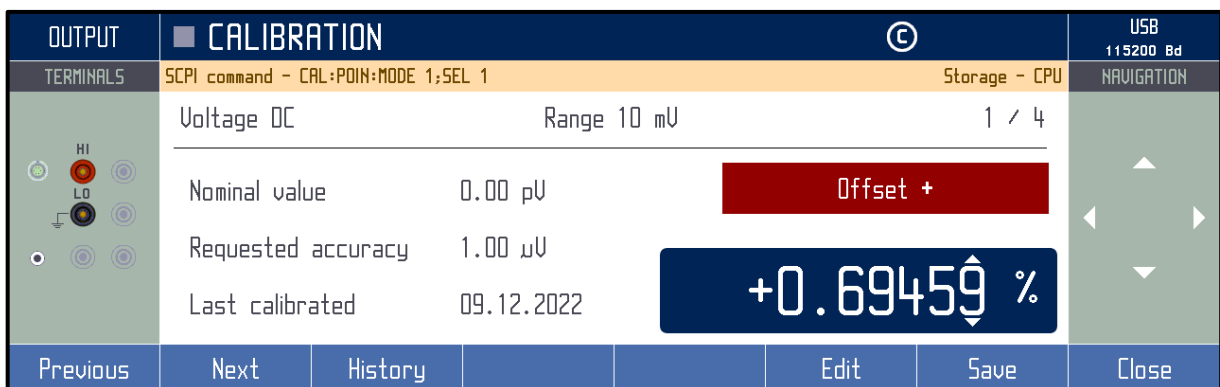 OUTPUT
CALIBRATION
©
USB
115200 Bd
TERMINALS
SCPI command - CAL:POIN:MODE 1;SEL 1
Storage - CPU
NAVIGATION
Voltage DC
Range 10 mV
1 / 4
HI
LO
Nominal value
0.00 pV
Offset +
Requested accuracy
1.00 µV
Last calibrated
09.12.2022
+0.69459 %
Previous
Next
History
Edit
Save
Close